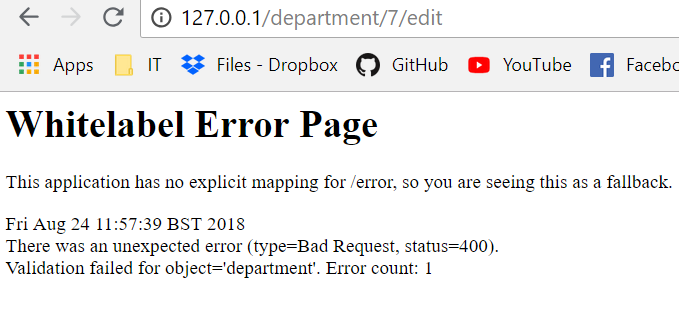 127.0.0.1/department/7/edit
Apps IT Files - Dropbox GitHub YouTube Facebo
Whitelabel Error Page
This application has no explicit mapping for /error, so you are seeing this as a fallback.
Fri Aug 24 11:57:39 BST 2018
There was an unexpected error (type=Bad Request, status=400).
Validation failed for object='department'. Error count: 1